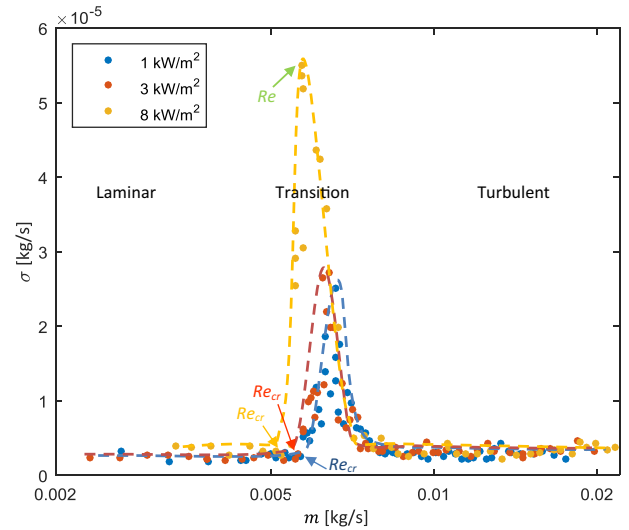 ×10⁻⁵
6
5
4
3
2
1
0
σ [kg/s]
1 kW/m²
3 kW/m²
8 kW/m²
Re
Laminar
Transition
Turbulent
Re_cr
Re_cr
Re_cr
0.002
0.005
0.01
0.02
m [kg/s]